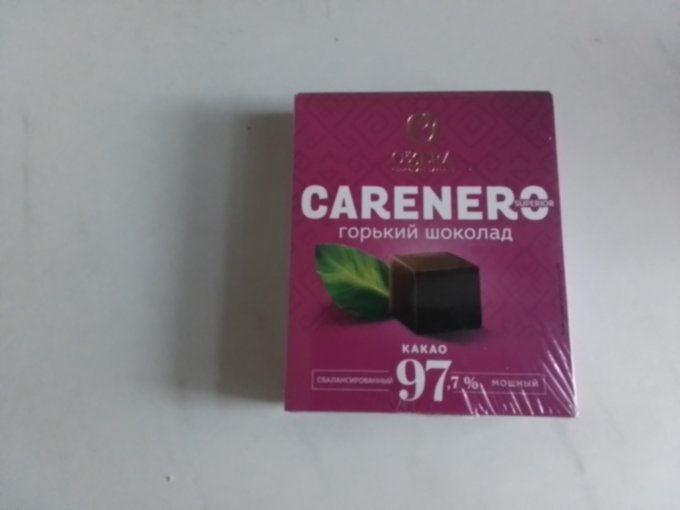 CARENERO
SUPERIOR
горький шоколад
КАКАО
СБАЛАНСИРОВАННЫЙ 97,7% МОЩНЫЙ